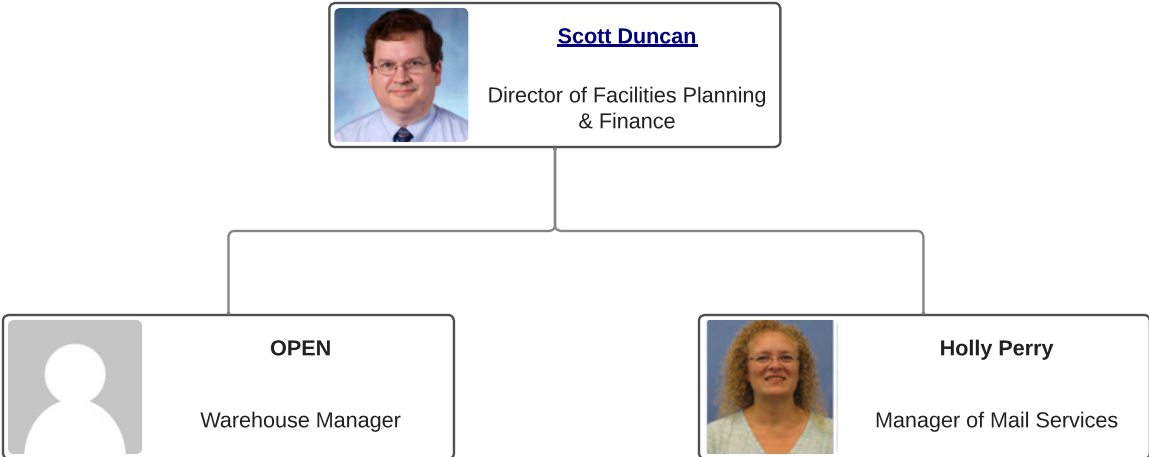 Scott Duncan
Director of Facilities Planning
& Finance
OPEN
Warehouse Manager
Holly Perry
Manager of Mail Services